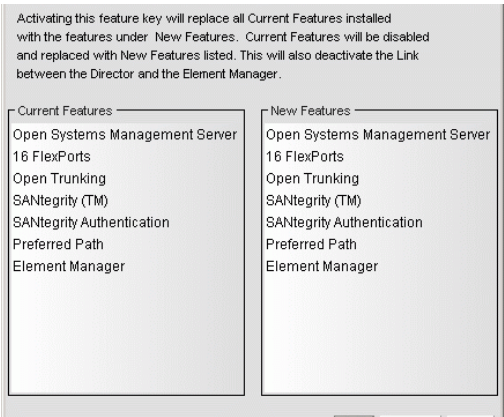 Activating this feature key will replace all Current Features installed
with the features under New Features. Current Features will be disabled
and replaced with New Features listed. This will also deactivate the Link
between the Director and the Element Manager.
Current Features
Open Systems Management Server
16 FlexPorts
Open Trunking
SANtegrity (TM)
SANtegrity Authentication
Preferred Path
Element Manager
New Features
Open Systems Management Server
16 FlexPorts
Open Trunking
SANtegrity (TM)
SANtegrity Authentication
Preferred Path
Element Manager